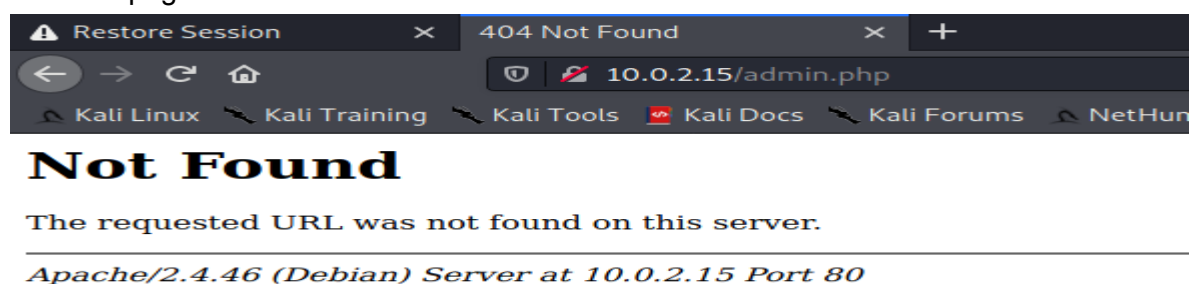 Restore Session × 404 Not Found × +
10.0.2.15/admin.php
Kali Linux Kali Training Kali Tools Kali Docs Kali Forums NetHun
Not Found
The requested URL was not found on this server.
Apache/2.4.46 (Debian) Server at 10.0.2.15 Port 80